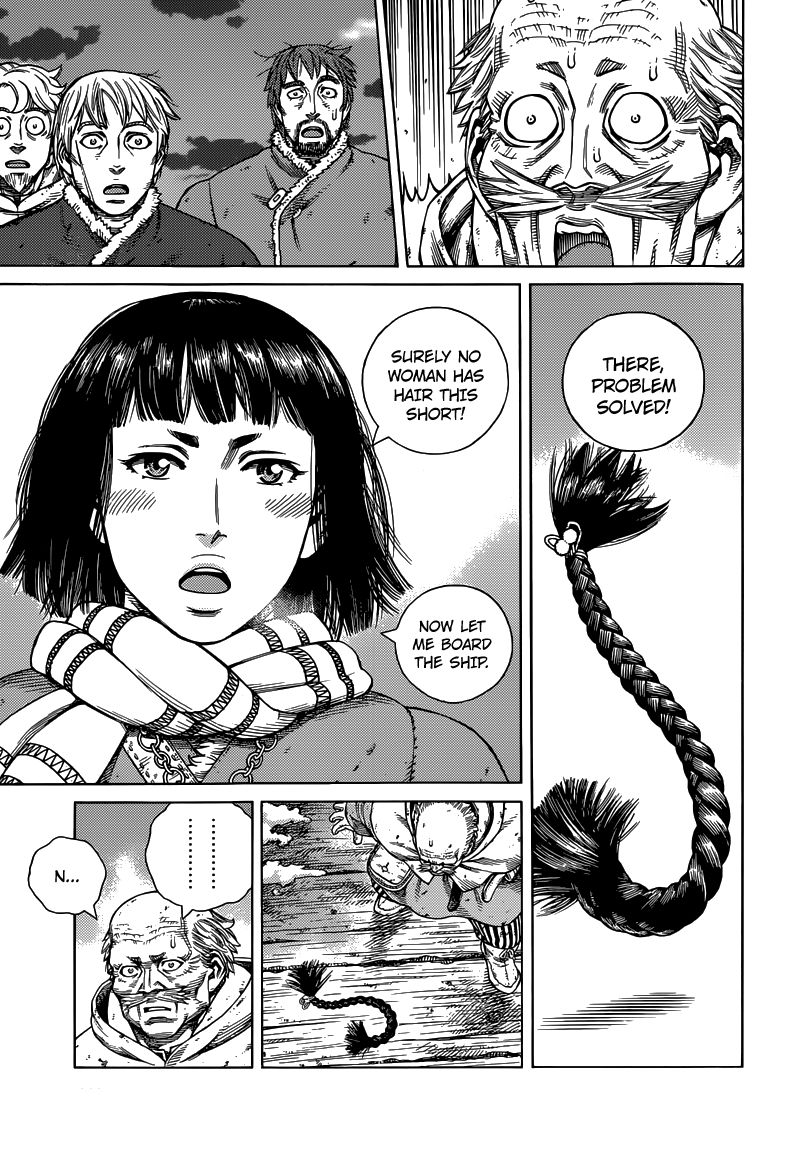 THERE,
PROBLEM
SOLVED!
SURELY NO
WOMAN HAS
HAIR THIS
SHORT!
NOW LET
ME BOARD
THE SHIP.
.........
N...